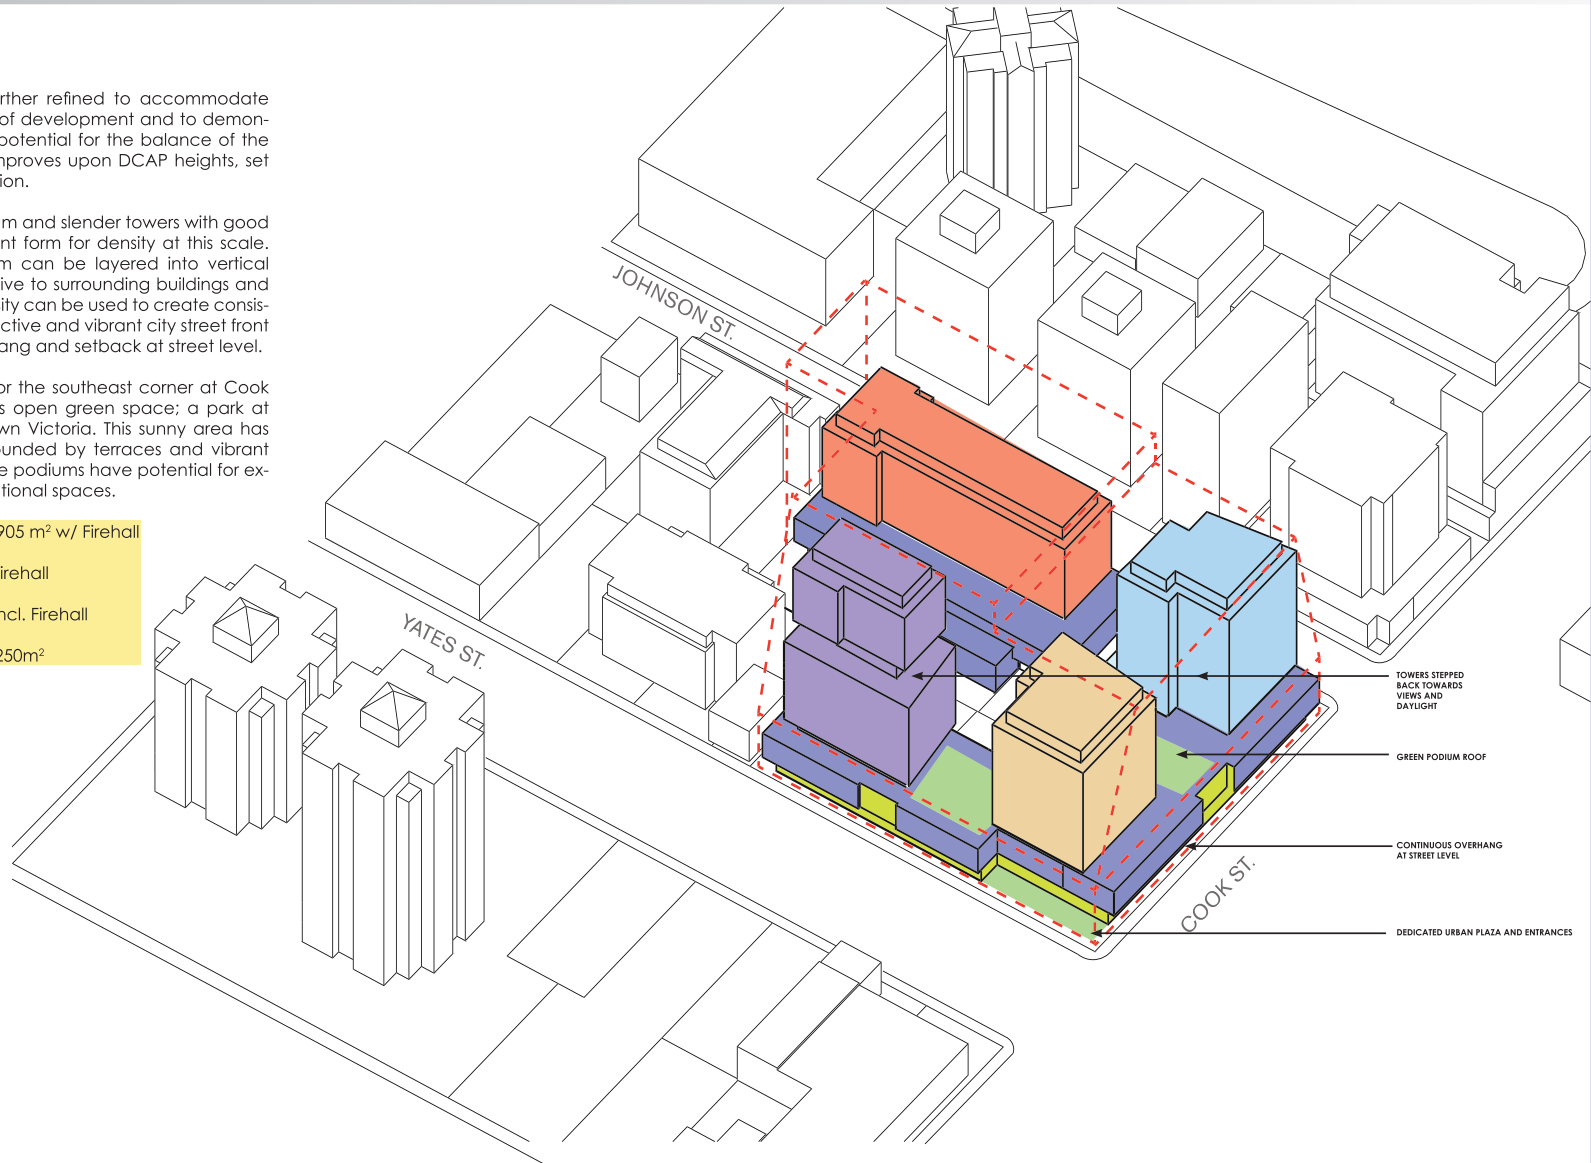 rther refined to accommodate
of development and to demon-
potential for the balance of the
mproves upon DCAP heights, set
ion.
m and slender towers with good
nt form for density at this scale.
m can be layered into vertical
ive to surrounding buildings and
sity can be used to create consis-
ctive and vibrant city street front
ang and setback at street level.
or the southeast corner at Cook
s open green space; a park at
wn Victoria. This sunny area has
ounded by terraces and vibrant
e podiums have potential for ex-
tional spaces.
905 m² w/ Firehall
irehall
ncl. Firehall
250m²
JOHNSON ST.
YATES ST.
COOK ST.
TOWERS STEPPED
BACK TOWARDS
VIEWS AND
DAYLIGHT
GREEN PODIUM ROOF
CONTINUOUS OVERHANG
AT STREET LEVEL
DEDICATED URBAN PLAZA AND ENTRANCES